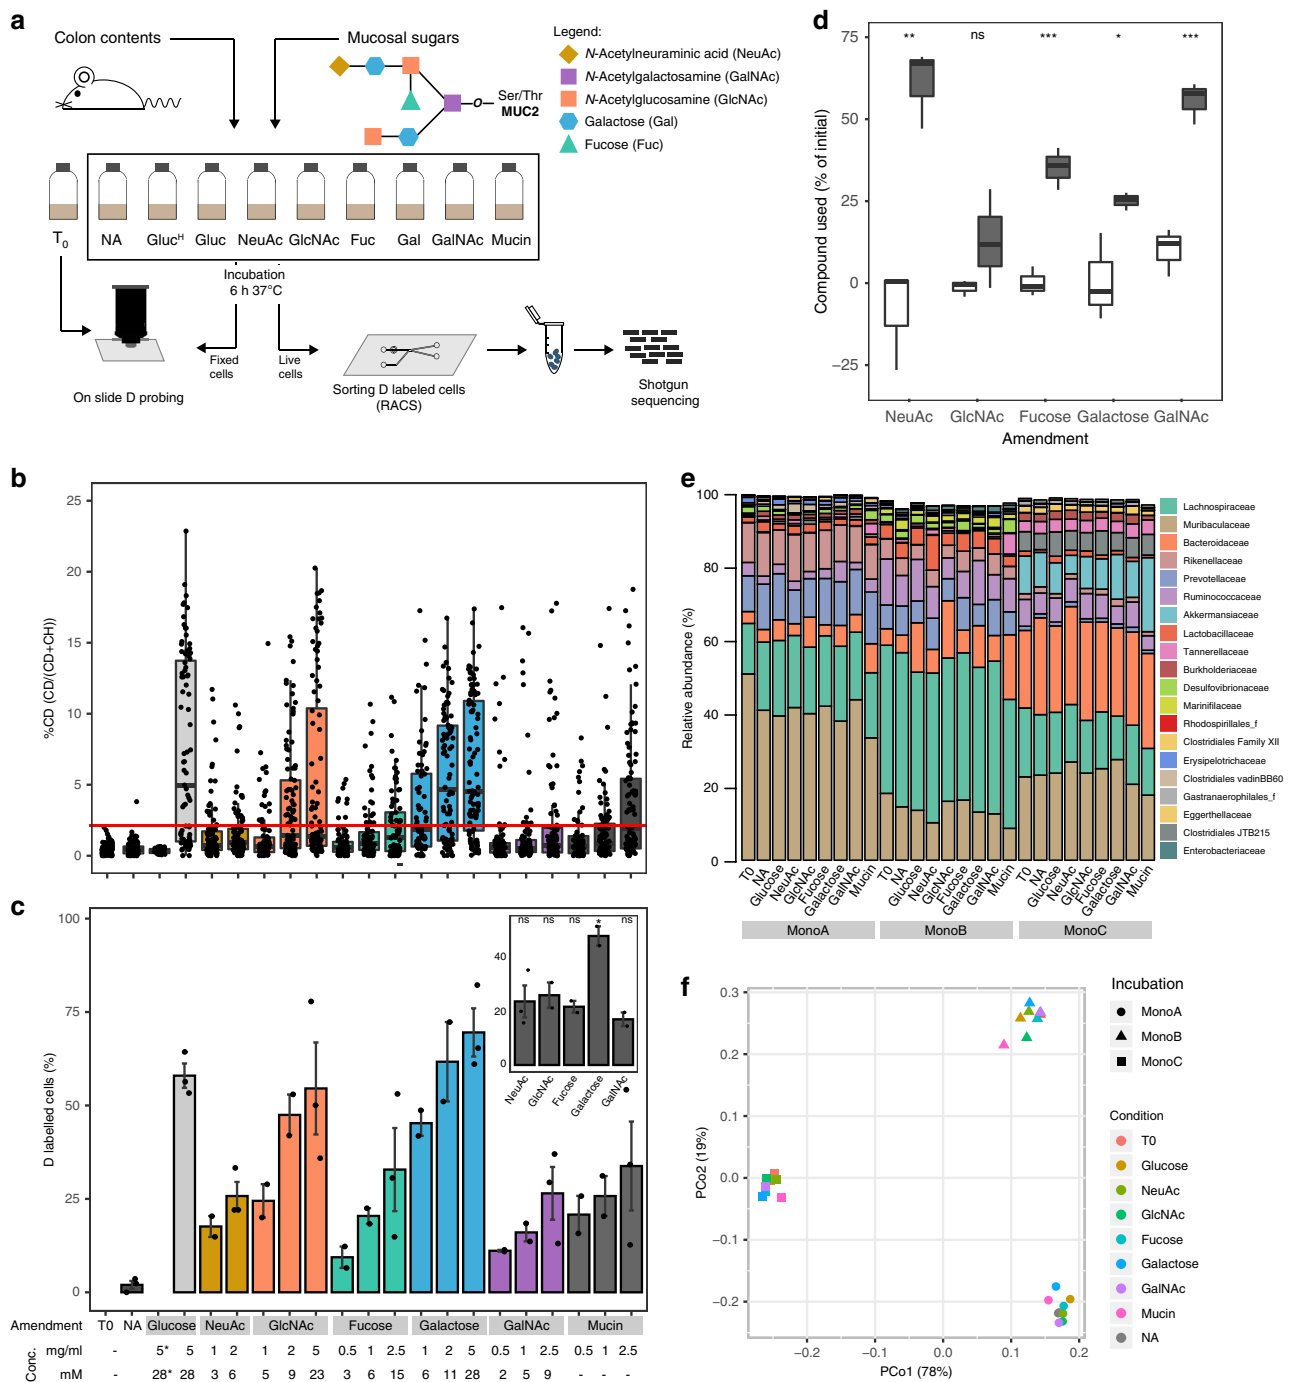 a
Colon contents
Mucosal sugars
Legend:
N-Acetylneuraminic acid (NeuAc)
N-Acetylgalactosamine (GalNAc)
N-Acetylglucosamine (GlcNAc)
Galactose (Gal)
Fucose (Fuc)
O
Ser/Thr
MUC2
T0 NA GlucH Gluc NeuAc GlcNAc Fuc Gal GalNAc Mucin
Incubation
6 h 37°C
Fixed
cells
Live
cells
On slide D probing
Sorting D labeled cells
(RACS)
Shotgun
sequencing
d
Compound used (% of initial)
75
50
25
0
−25
** ns *** * ***
NeuAc GlcNAc Fucose Galactose GalNAc
Amendment
b
%CD (CD/(CD+CH))
25
20
15
10
5
0
c
D labelled cells (%)
100
75
50
25
0
ns ns ns * ns
40
20
0
NeuAc GlcNAc Fucose Galactose GalNAc
Amendment T0 NA Glucose NeuAc GlcNAc Fucose Galactose GalNAc Mucin
Conc.
mg/ml - 5* 5 1 2 1 2 5 0.5 1 2.5 1 2 5 0.5 1 2.5 0.5 1 2.5
mM - 28* 28 3 6 5 9 23 3 6 15 6 11 28 2 5 9 - - -
e
Relative abundance (%)
100
80
60
40
20
0
T0 NA Glucose NeuAc GlcNAc Fucose Galactose GalNAc Mucin T0 NA Glucose NeuAc GlcNAc Fucose Galactose GalNAc Mucin T0 NA Glucose NeuAc GlcNAc Fucose Galactose GalNAc Mucin
MonoA MonoB MonoC
Lachnospiraceae
Muribaculaceae
Bacteroidaceae
Rikenellaceae
Prevotellaceae
Ruminococcaceae
Akkermansiaceae
Lactobacillaceae
Tannerellaceae
Burkholderiaceae
Desulfovibrionaceae
Marinifilaceae
Rhodospirillales_f
Clostridiales Family XII
Erysipelotrichaceae
Clostridiales vadinBB60
Gastranaerophilales_f
Eggerthellaceae
Clostridiales JTB215
Enterobacteriaceae
f
PCo2 (19%)
0.3
0.2
0.1
0.0
−0.1
−0.2
−0.2 −0.1 0.0 0.1 0.2
PCo1 (78%)
Incubation
MonoA
MonoB
MonoC
Condition
T0
Glucose
NeuAc
GlcNAc
Fucose
Galactose
GalNAc
Mucin
NA